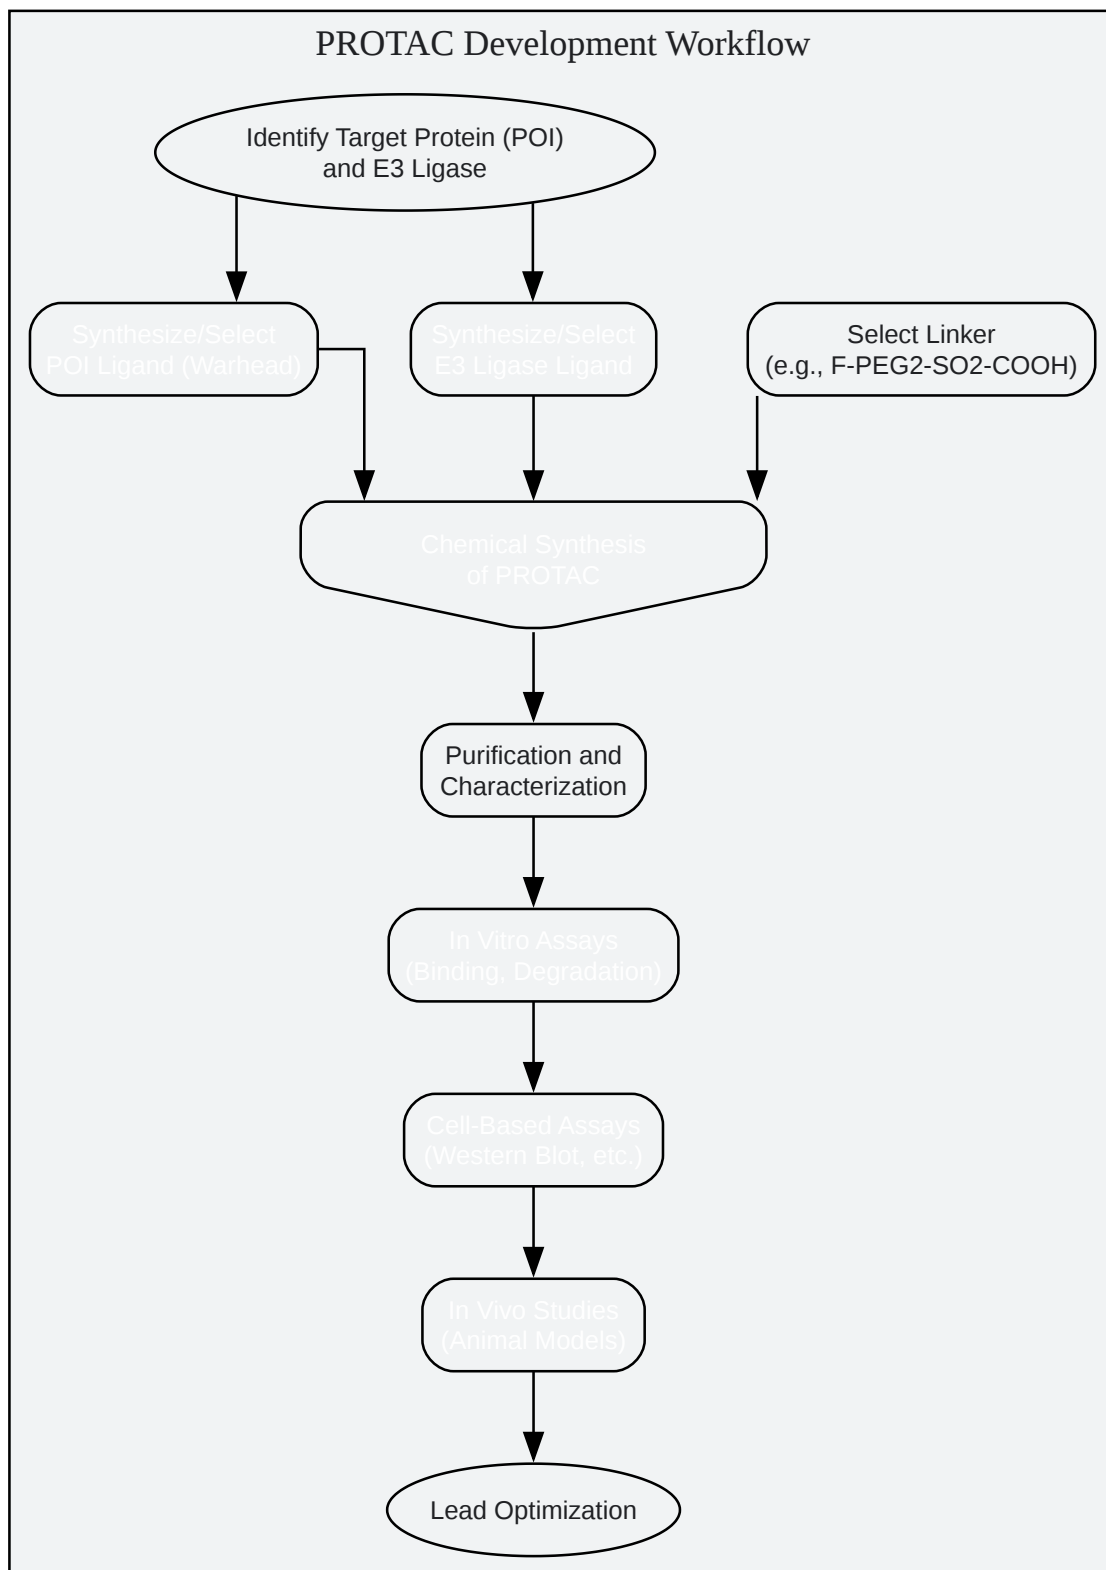 PROTAC Development Workflow
Identify Target Protein (POI)
and E3 Ligase
Synthesize/Select
POI Ligand (Warhead)
Synthesize/Select
E3 Ligase Ligand
Select Linker
(e.g., F-PEG2-SO2-COOH)
Chemical Synthesis
of PROTAC
Purification and
Characterization
In Vitro Assays
(Binding, Degradation)
Cell-Based Assays
(Western Blot, etc.)
In Vivo Studies
(Animal Models)
Lead Optimization